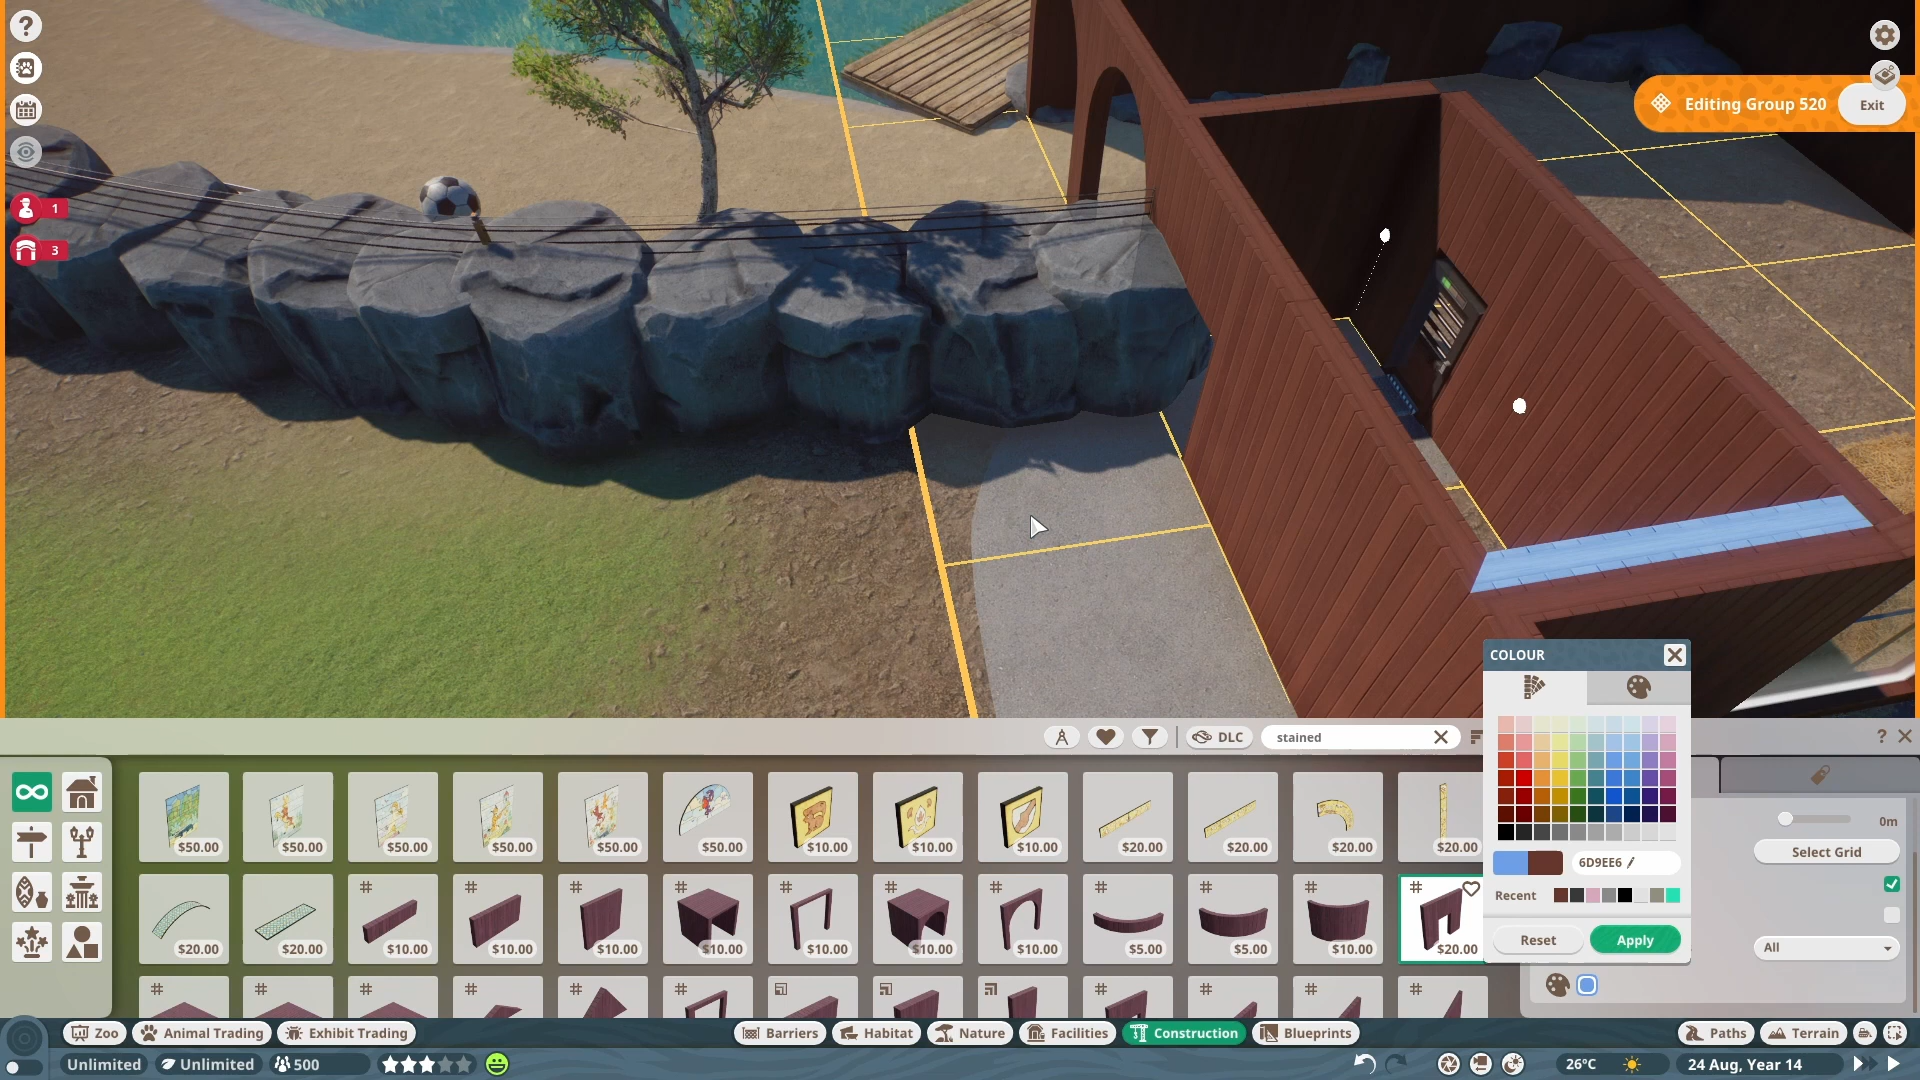 ?
Editing Group 520
Exit
1
3
DLC
stained
?
COLOUR
6D9EE6
Recent
Reset
Apply
0m
Select Grid
All
$50.00 $50.00 $50.00 $50.00 $50.00 $50.00 $10.00 $10.00 $10.00 $20.00 $20.00 $20.00 $20.00
$20.00 $20.00 $10.00 $10.00 $10.00 $10.00 $10.00 $10.00 $10.00 $5.00 $5.00 $10.00 $20.00
Zoo Animal Trading Exhibit Trading Barriers Habitat Nature Facilities Construction Blueprints Paths Terrain
Unlimited Unlimited 500 26°C 24 Aug, Year 14